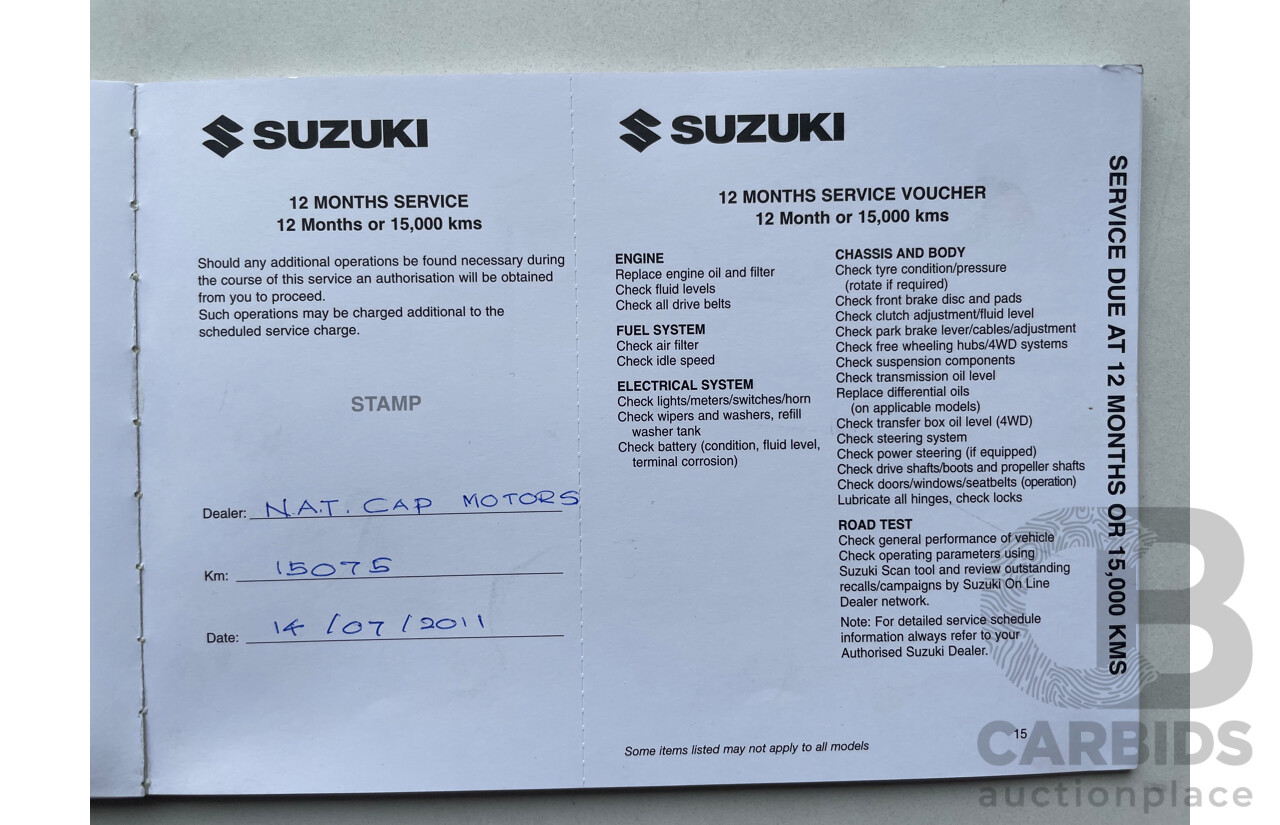 SUZUKI
12 MONTHS SERVICE
12 Months or 15,000 kms
Should any additional operations be found necessary during
the course of this service an authorisation will be obtained
from you to proceed.
Such operations may be charged additional to the
scheduled service charge.
STAMP
Dealer: N.A.T. CAP MOTORS
Km: 15075
Date: 14/07/2011
SUZUKI
12 MONTHS SERVICE VOUCHER
12 Month or 15,000 kms
ENGINE
Replace engine oil and filter
Check fluid levels
Check all drive belts
FUEL SYSTEM
Check air filter
Check idle speed
ELECTRICAL SYSTEM
Check lights/meters/switches/horn
Check wipers and washers, refill
washer tank
Check battery (condition, fluid level,
terminal corrosion)
CHASSIS AND BODY
Check tyre condition/pressure
(rotate if required)
Check front brake disc and pads
Check clutch adjustment/fluid level
Check park brake lever/cables/adjustment
Check free wheeling hubs/4WD systems
Check suspension components
Check transmission oil level
Replace differential oils
(on applicable models)
Check transfer box oil level (4WD)
Check steering system
Check power steering (if equipped)
Check drive shafts/boots and propeller shafts
Check doors/windows/seatbelts (operation)
Lubricate all hinges, check locks
ROAD TEST
Check general performance of vehicle
Check operating parameters using
Suzuki Scan tool and review outstanding
recalls/campaigns by Suzuki On Line
Dealer network.
Note: For detailed service schedule
information always refer to your
Authorised Suzuki Dealer.
Some items listed may not apply to all models
15
SERVICE DUE AT 12 MONTHS OR 15,000 KMS
CB
CARBIDS
auctionplace